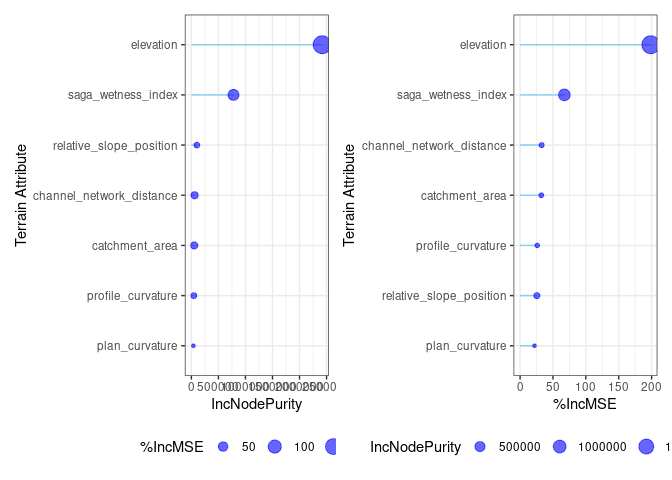 elevation
saga_wetness_index
relative_slope_position
channel_network_distance
catchment_area
profile_curvature
plan_curvature
Terrain Attribute
0
IncNodePurity
%IncMSE 50 100
elevation
saga_wetness_index
channel_network_distance
catchment_area
profile_curvature
relative_slope_position
plan_curvature
Terrain Attribute
0 50 100 150 200
%IncMSE
IncNodePurity 500000 1000000